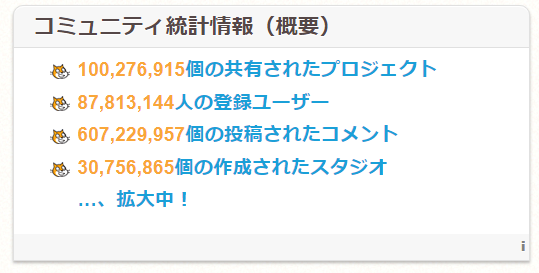 コミュニティ統計情報（概要）
100,276,915個の共有されたプロジェクト
87,813,144人の登録ユーザー
607,229,957個の投稿されたコメント
30,756,865個の作成されたスタジオ
…、拡大中！
i